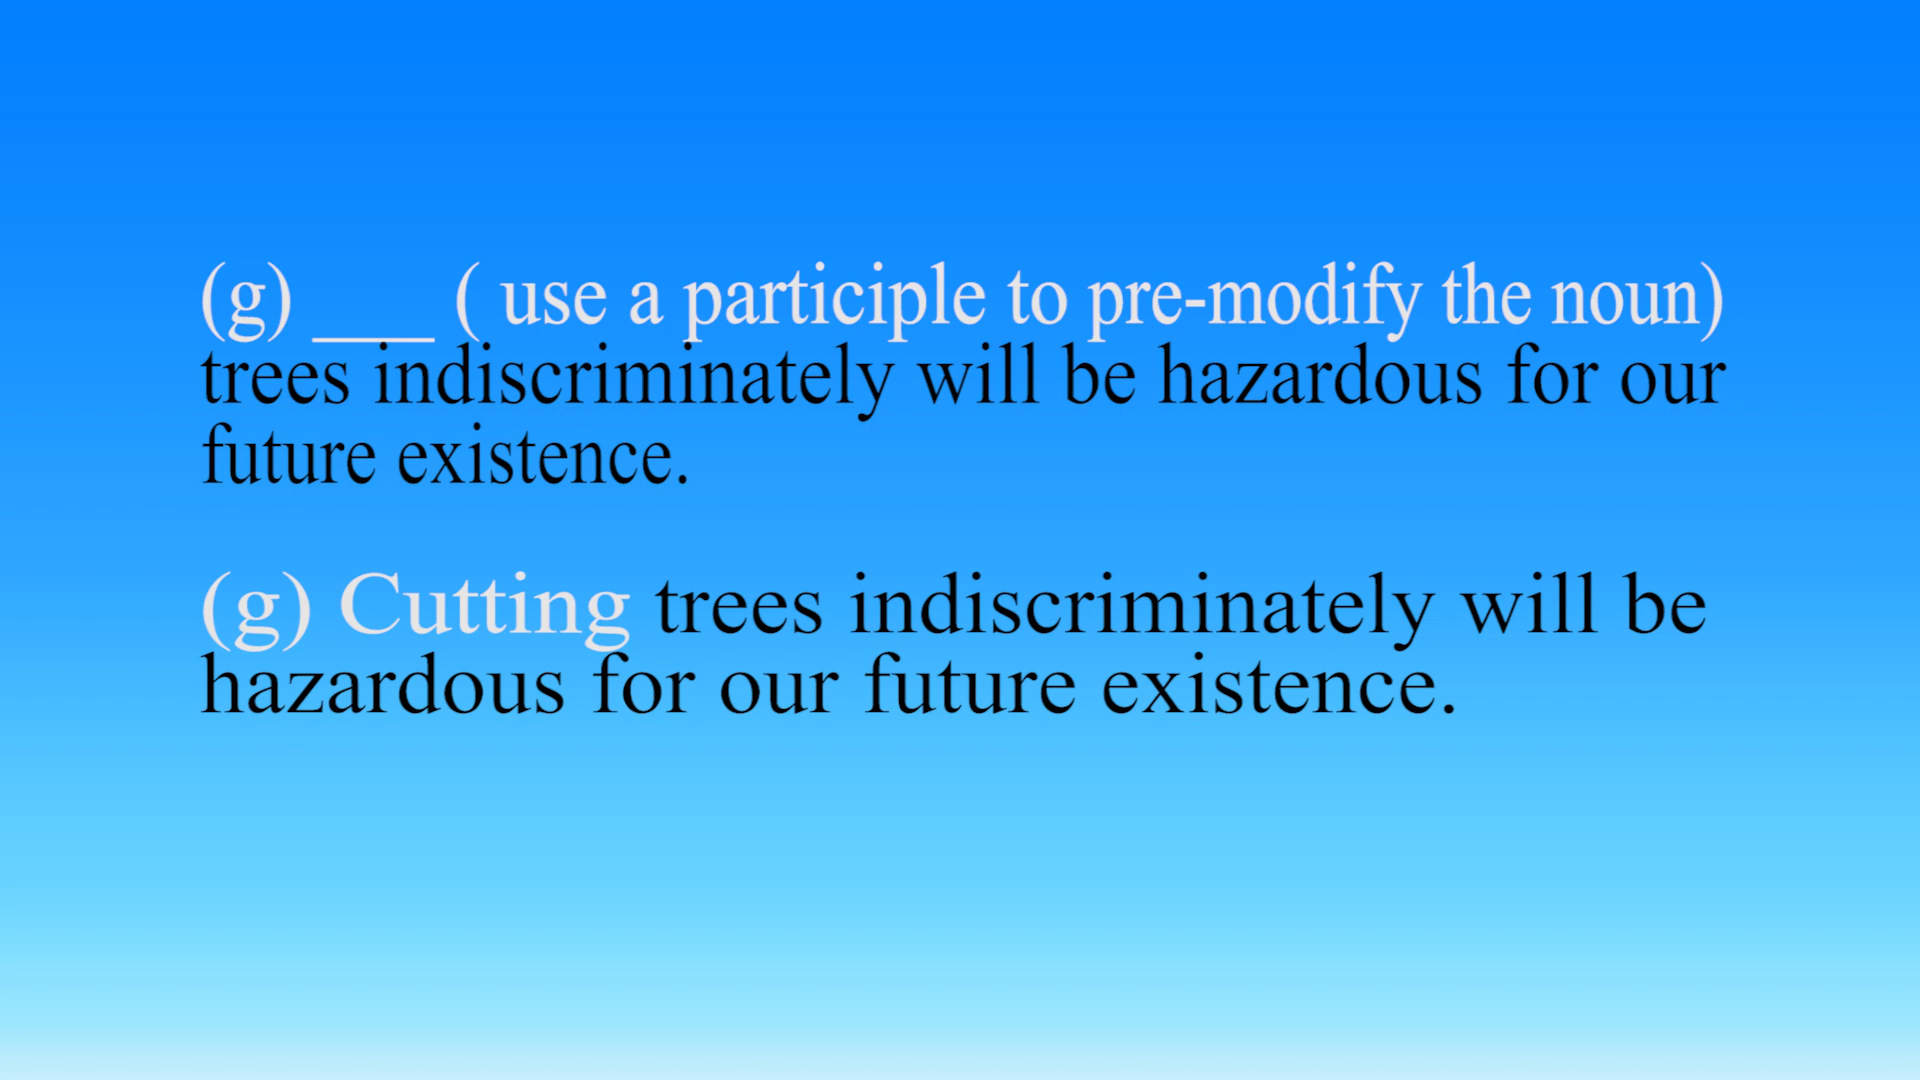 (g) ___ ( use a participle to pre-modify the noun)
trees indiscriminately will be hazardous for our
future existence.
(g) Cutting trees indiscriminately will be
hazardous for our future existence.